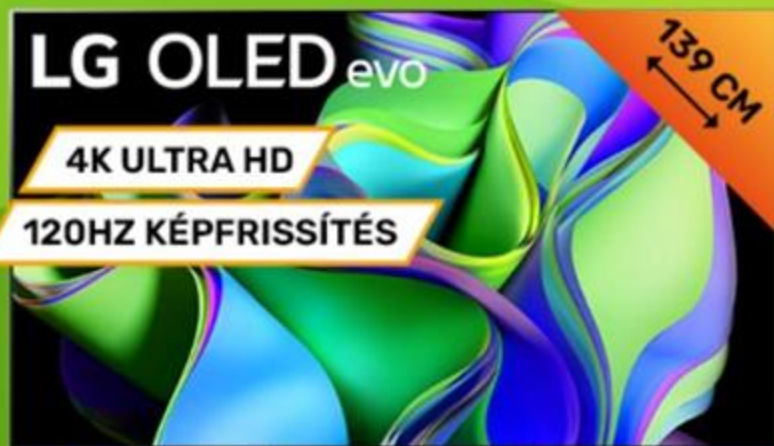 LG OLED evo
139 CM
4K ULTRA HD
120HZ KÉPFRISSÍTÉS